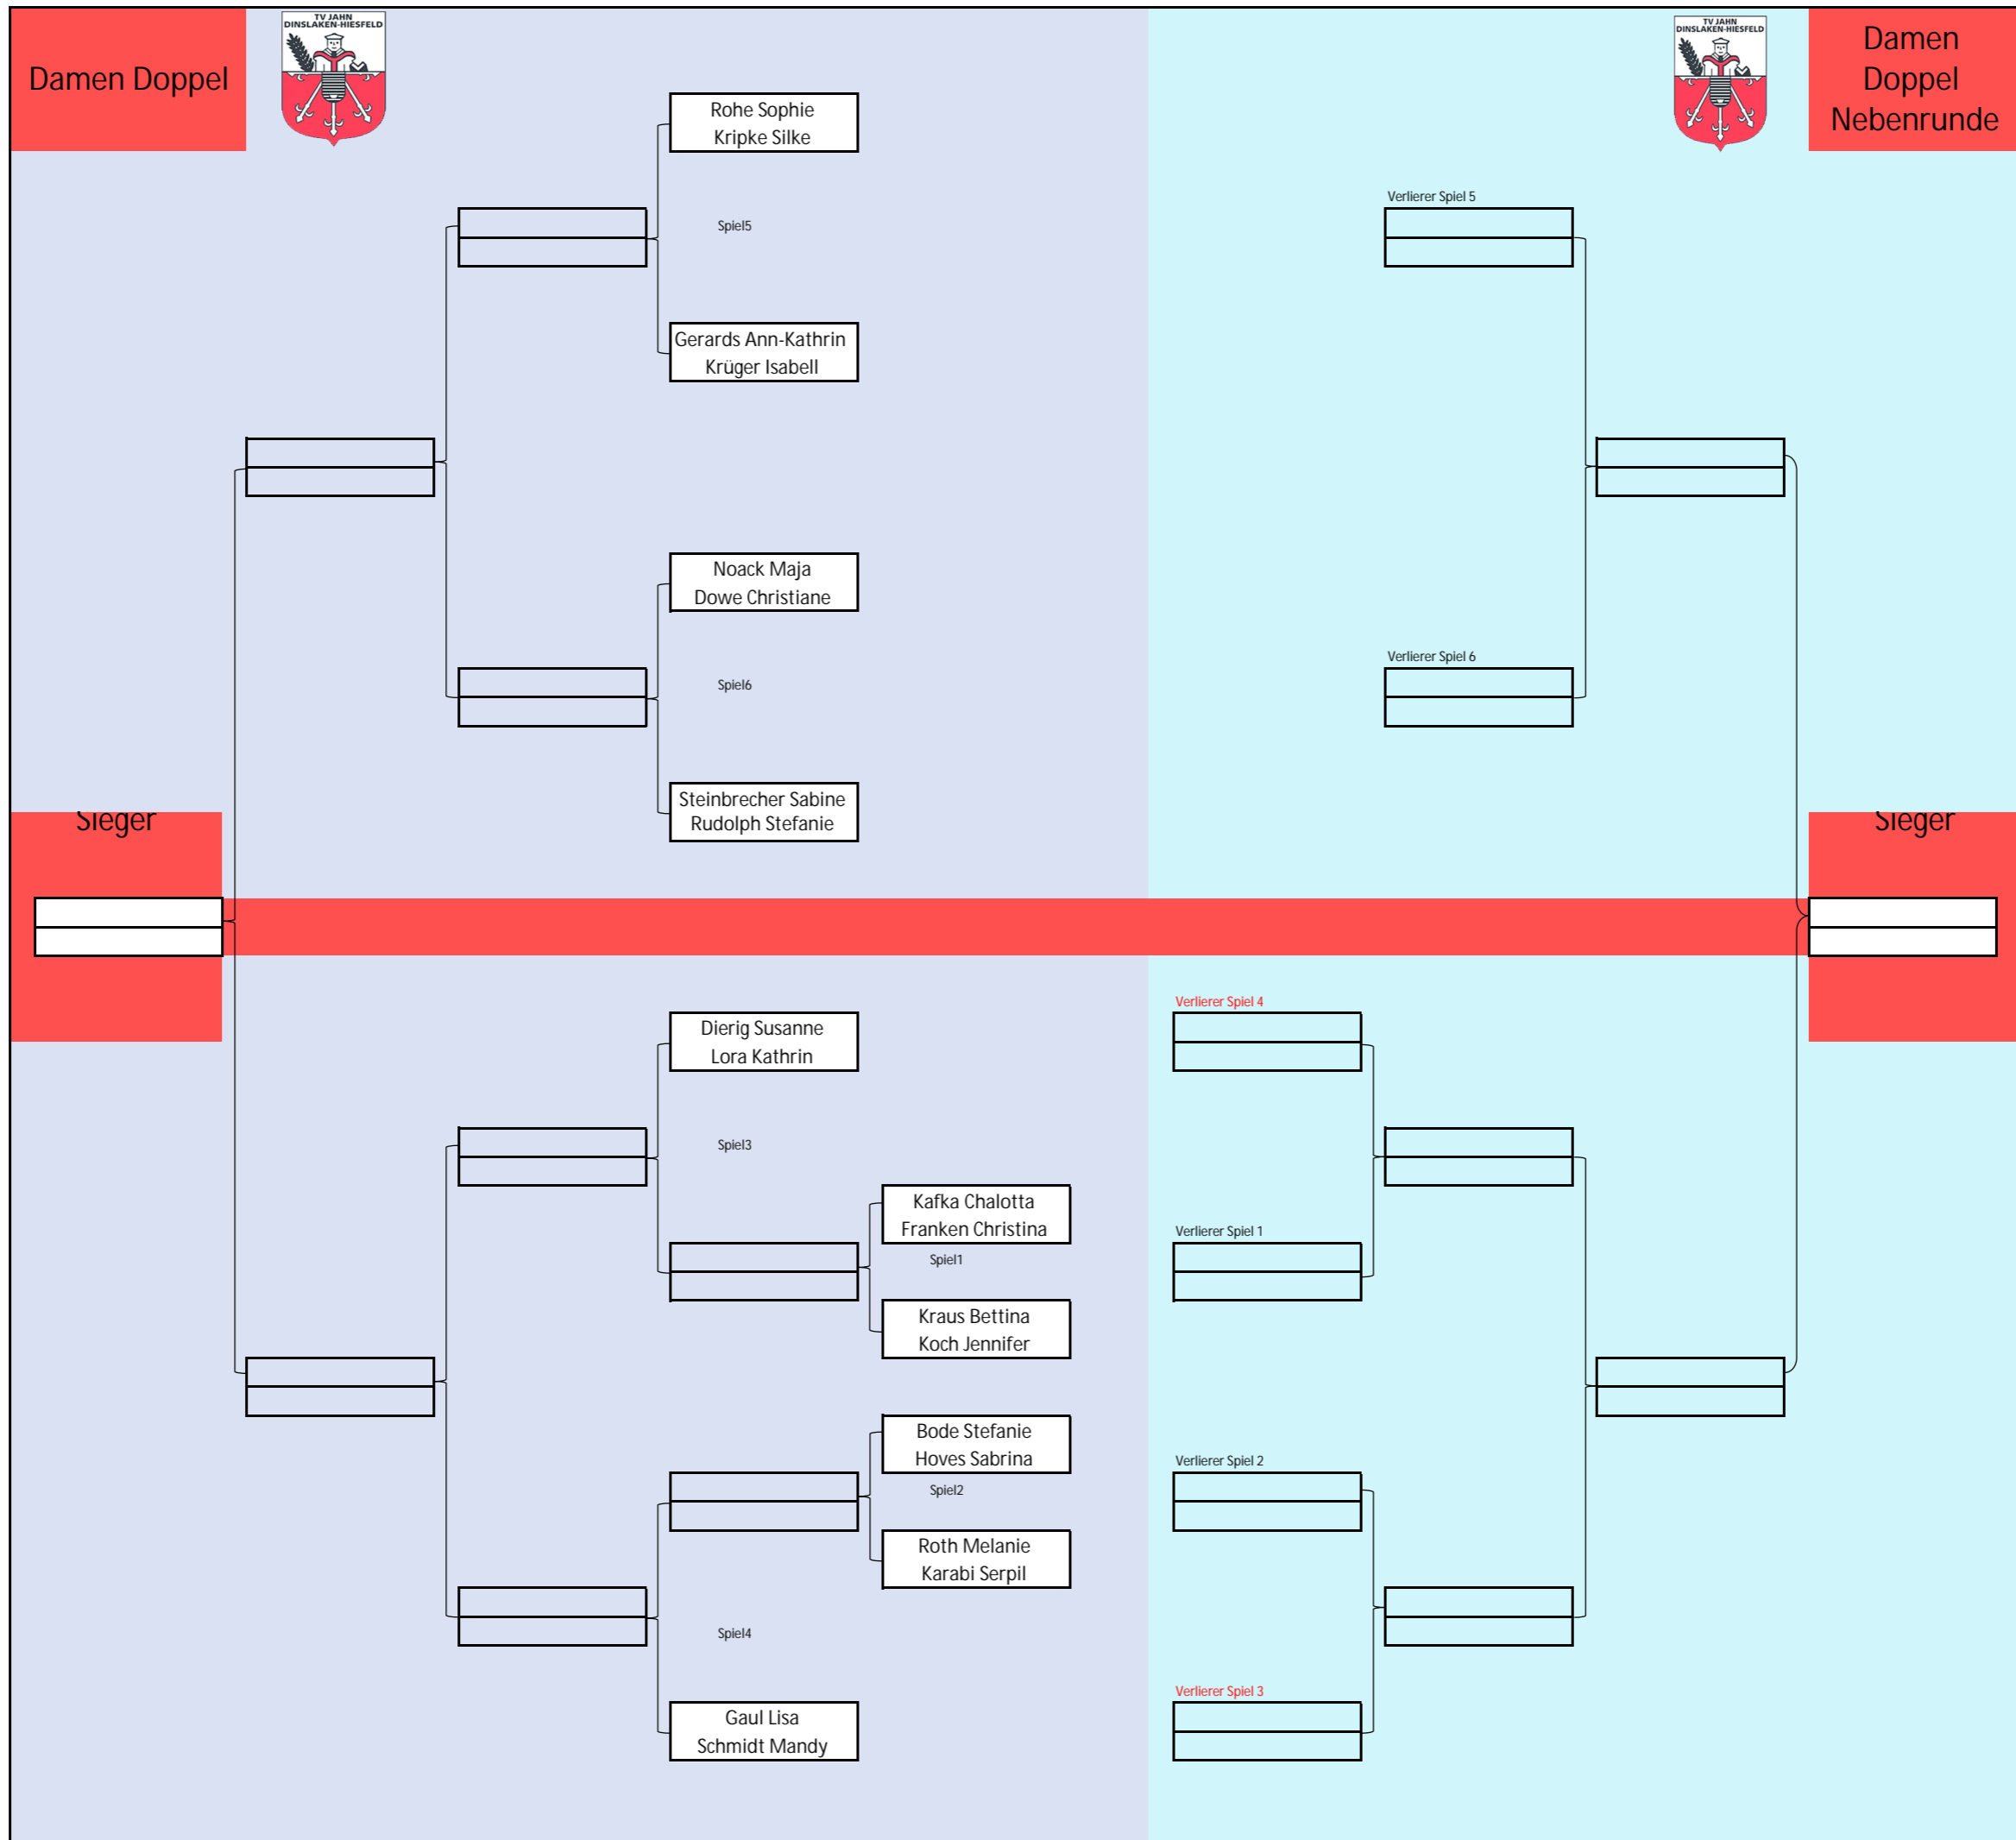 Damen Doppel
TV JAHN
DINSLAKEN-HIESFELD
Rohe Sophie
Kripke Silke
Spiel5
Gerards Ann-Kathrin
Krüger Isabell
Noack Maja
Dowe Christiane
Spiel6
Steinbrecher Sabine
Rudolph Stefanie
Sieger
Dierig Susanne
Lora Kathrin
Spiel3
Kafka Chalotta
Franken Christina
Spiel1
Kraus Bettina
Koch Jennifer
Bode Stefanie
Hoves Sabrina
Spiel2
Roth Melanie
Karabi Serpil
Spiel4
Gaul Lisa
Schmidt Mandy
TV JAHN
DINSLAKEN-HIESFELD
Damen
Doppel
Nebenrunde
Verlierer Spiel 5
Verlierer Spiel 6
Sieger
Verlierer Spiel 4
Verlierer Spiel 1
Verlierer Spiel 2
Verlierer Spiel 3